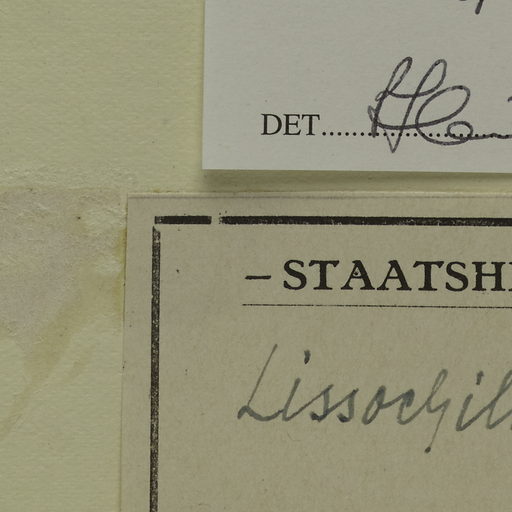 DET....................
– STAATSH
Lissochil